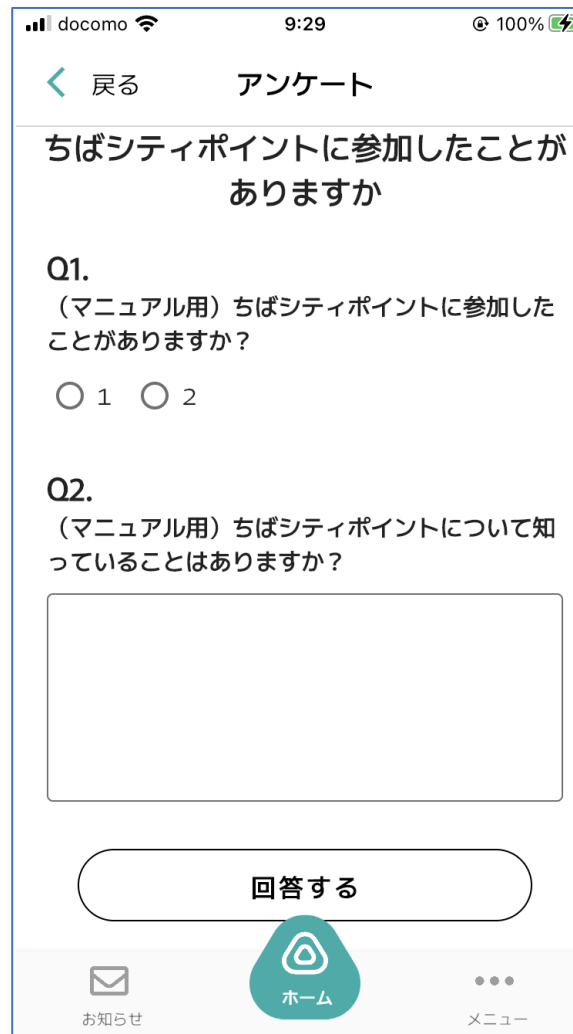 docomo 9:29 100%
戻る アンケート
ちばシティポイントに参加したことが
ありますか
Q1.
（マニュアル用）ちばシティポイントに参加した
ことがありますか？
1 2
Q2.
（マニュアル用）ちばシティポイントについて知
っていることはありますか？
回答する
お知らせ ホーム メニュー